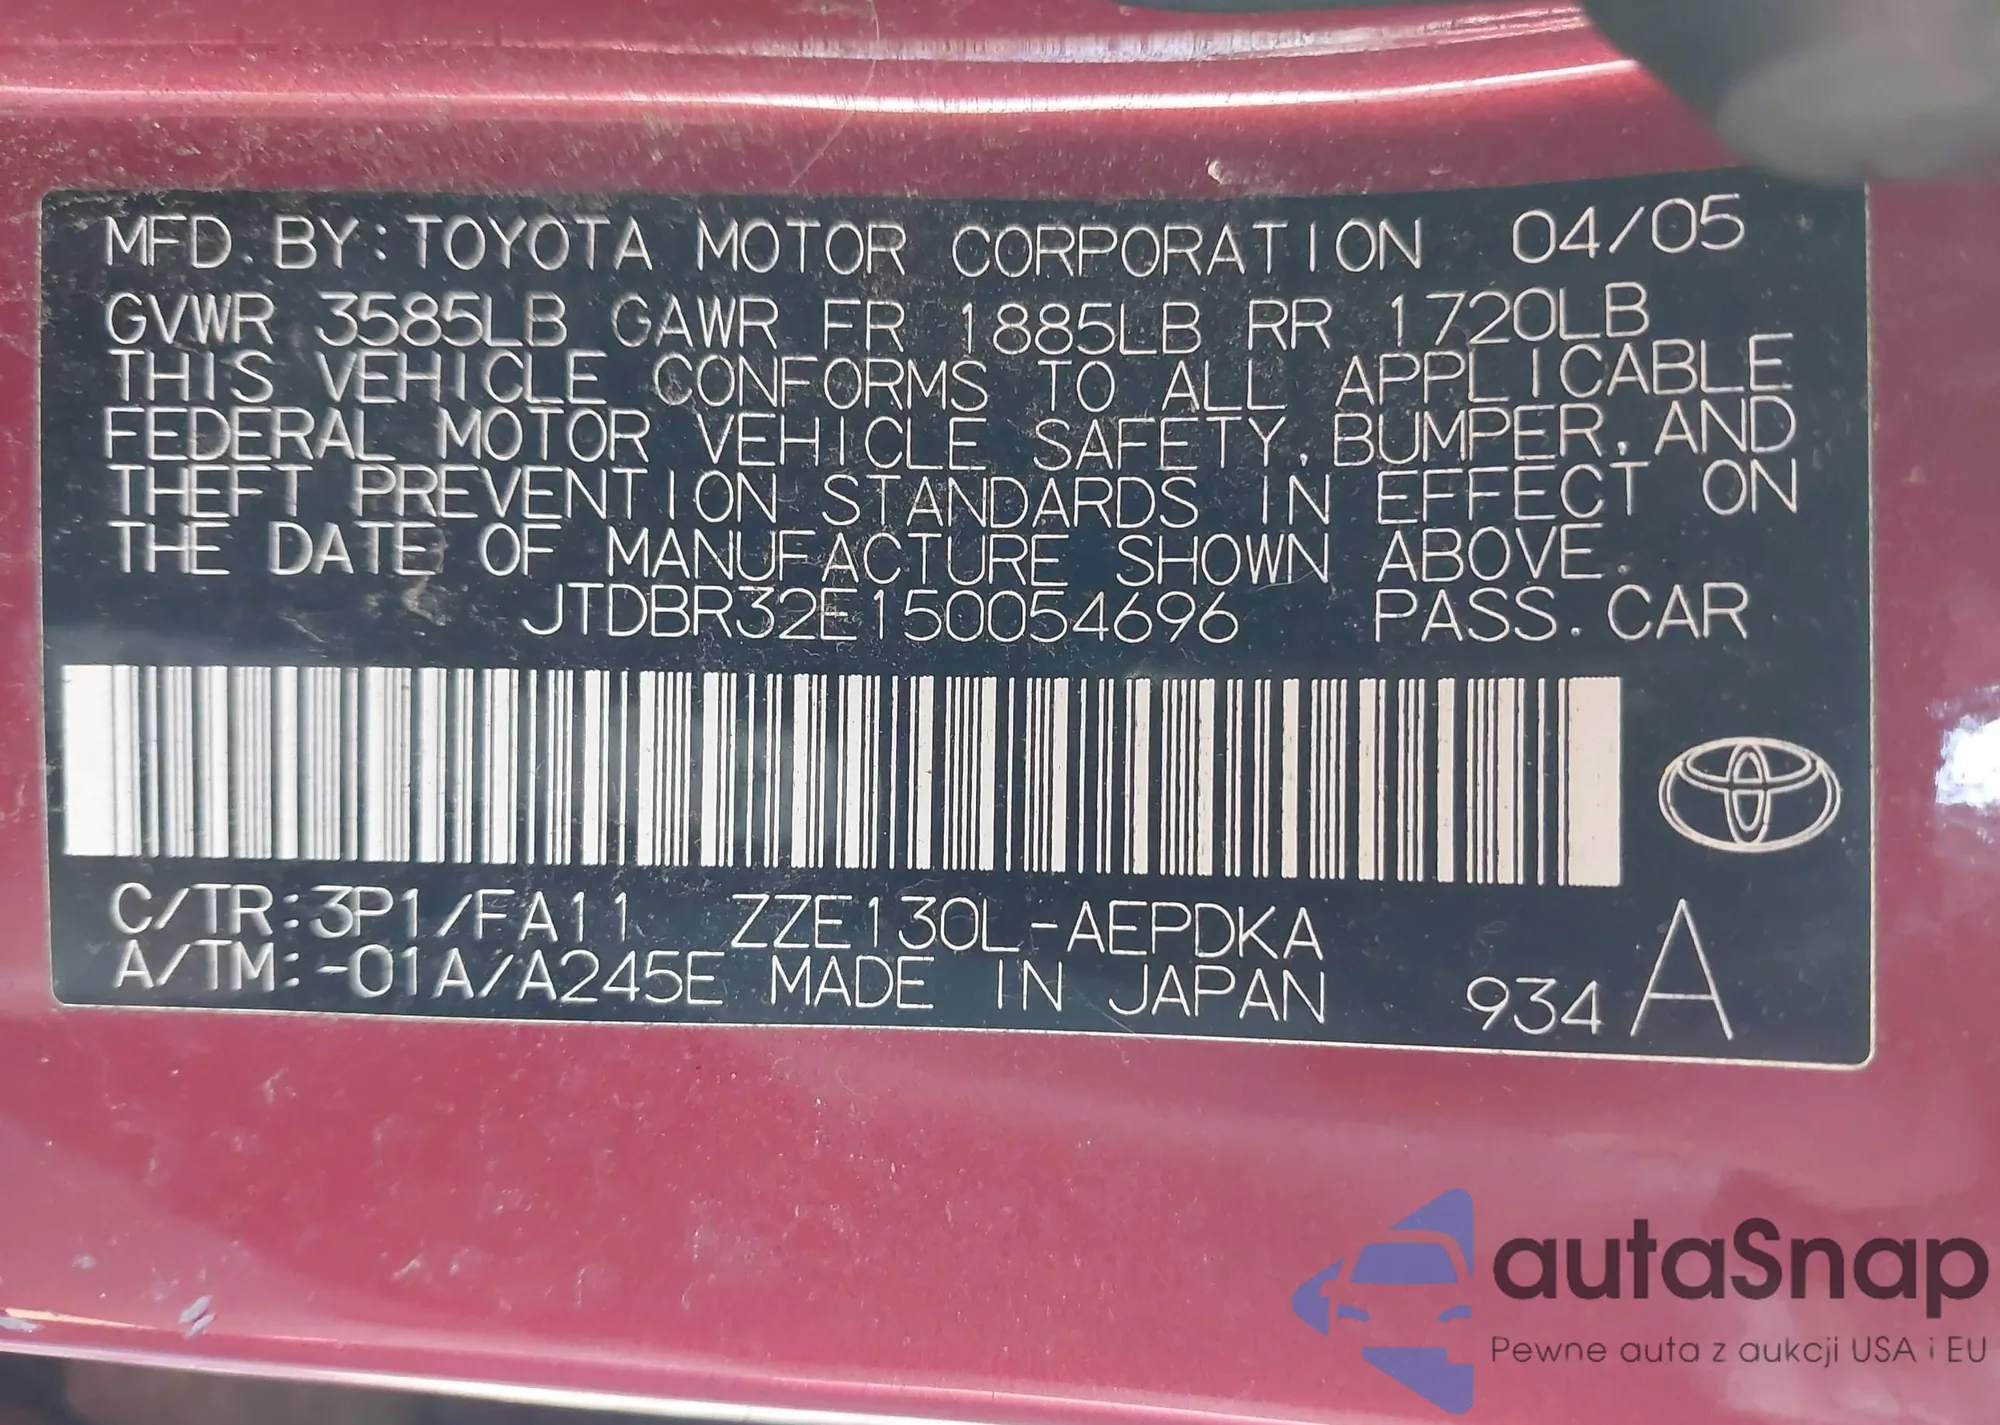 MFD. BY: TOYOTA MOTOR CORPORATION 04/05
GVWR 3585LB GAWR FR 1885LB RR 1720LB
THIS VEHICLE CONFORMS TO ALL APPLICABLE
FEDERAL MOTOR VEHICLE SAFETY, BUMPER, AND
THEFT PREVENTION STANDARDS IN EFFECT ON
THE DATE OF MANUFACTURE SHOWN ABOVE.
JTDBR32E150054696 PASS. CAR
C/TR: 3P1/FA11 ZZE130L-AEPDKA
A/TM: -01A/A245E MADE IN JAPAN 934 A
autaSnap
Pewne auta z aukcji USA i EU